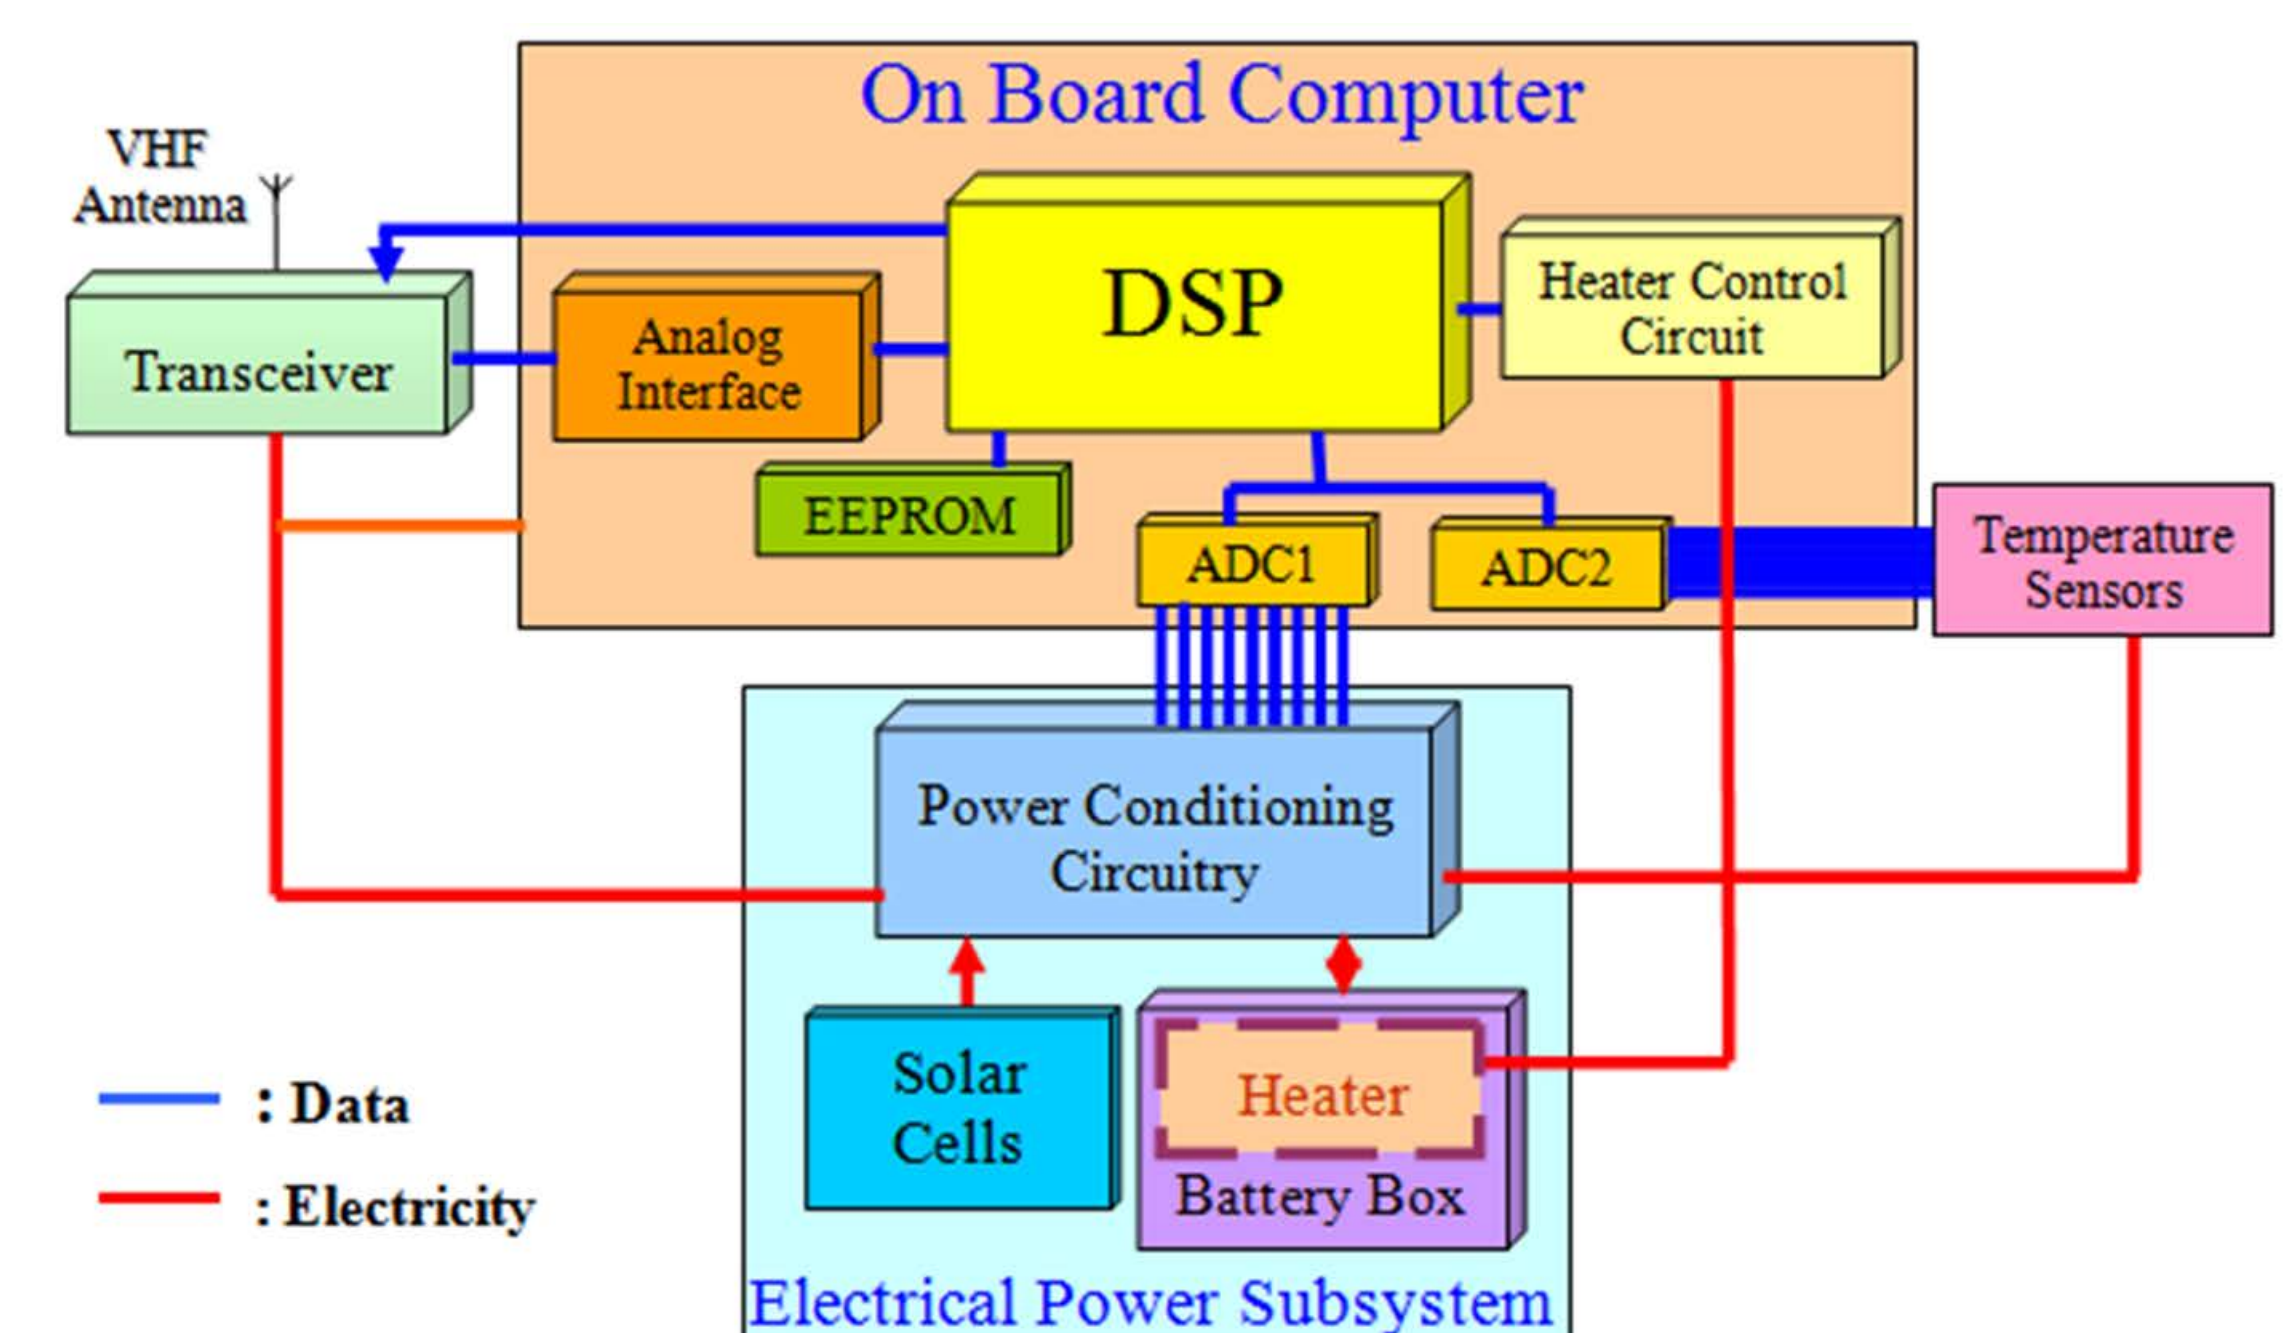 On Board Computer
VHF
Antenna
DSP
Heater Control
Circuit
Transceiver
Analog
Interface
EEPROM
ADC1
ADC2
Temperature
Sensors
Power Conditioning
Circuitry
Solar
Cells
Heater
Battery Box
: Data
: Electricity
Electrical Power Subsystem